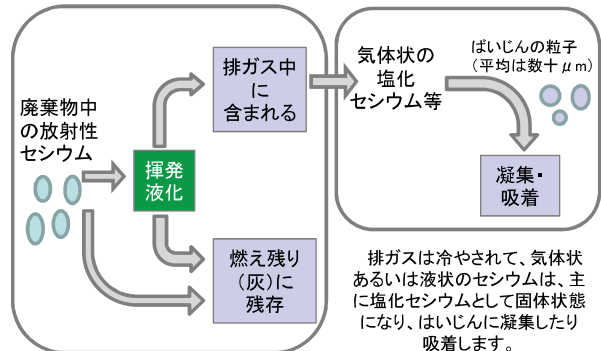 廃棄物中
の放射性
セシウム
揮発
液化
排ガス中
に
含まれる
燃え残り
（灰）に
残存
気体状の
塩化
セシウム等
ばいじんの粒子
（平均は数十μm）
凝集・
吸着
排ガスは冷やされて、気体状
あるいは液状のセシウムは、主
に塩化セシウムとして固体状態
になり、ばいじんに凝集したり
吸着します。